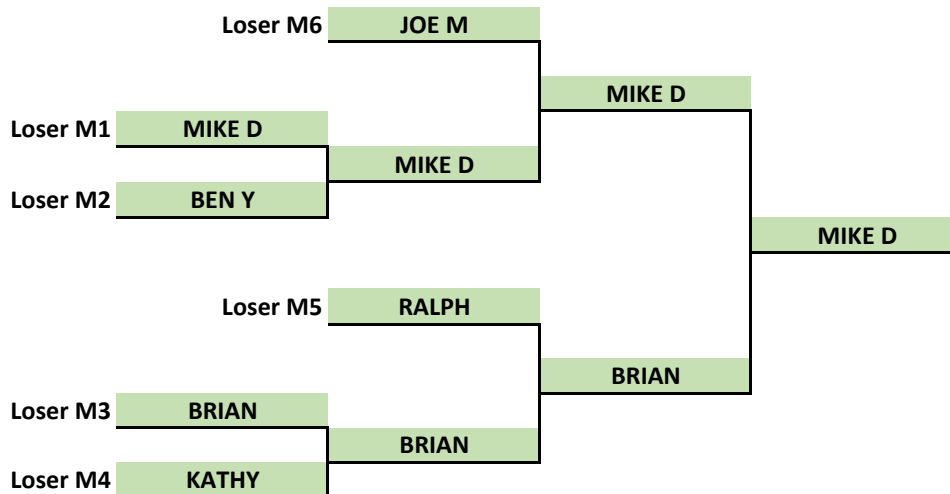 Loser M6 JOE M
MIKE D
Loser M1 MIKE D
MIKE D
Loser M2 BEN Y
MIKE D
Loser M5 RALPH
BRIAN
Loser M3 BRIAN
BRIAN
Loser M4 KATHY